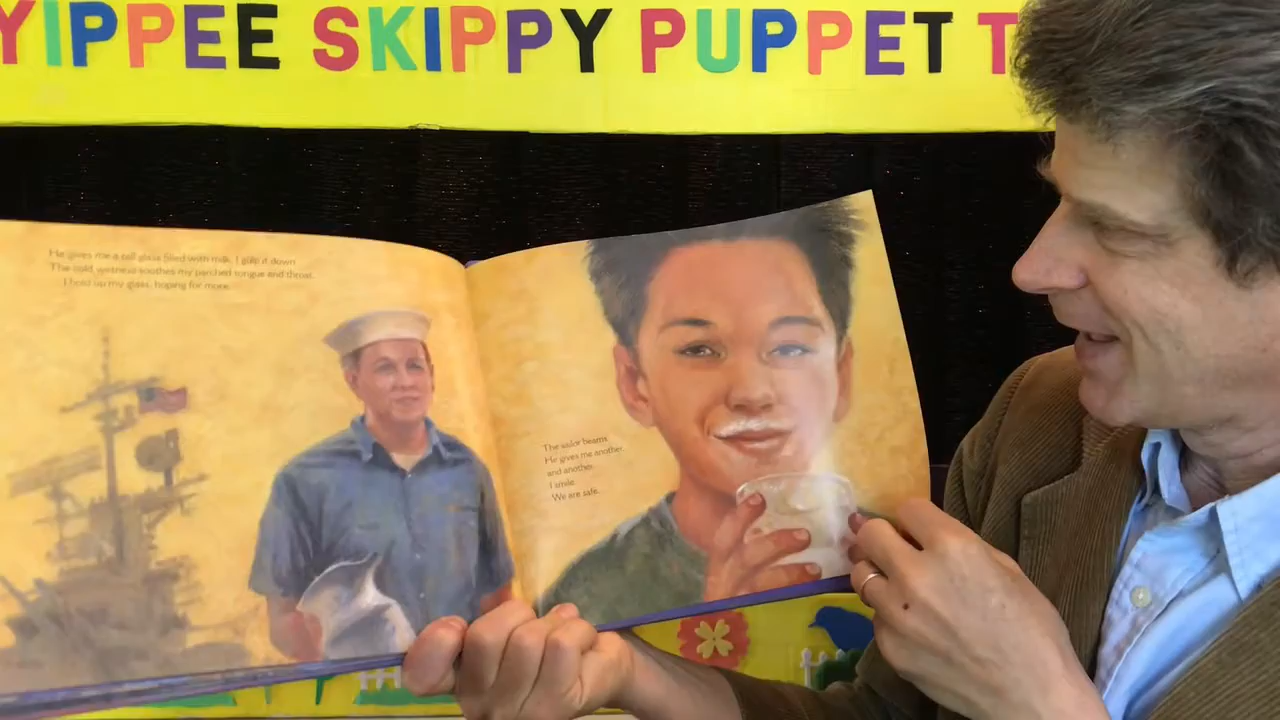 YIPPEE SKIPPY PUPPET T
He gives me a tall glass filled with milk. I gulp it down.
The cold wetness soothes my parched tongue and throat.
I hold up my glass, hoping for more.
The sailor beams.
He gives me another,
and another.
I smile.
We are safe.